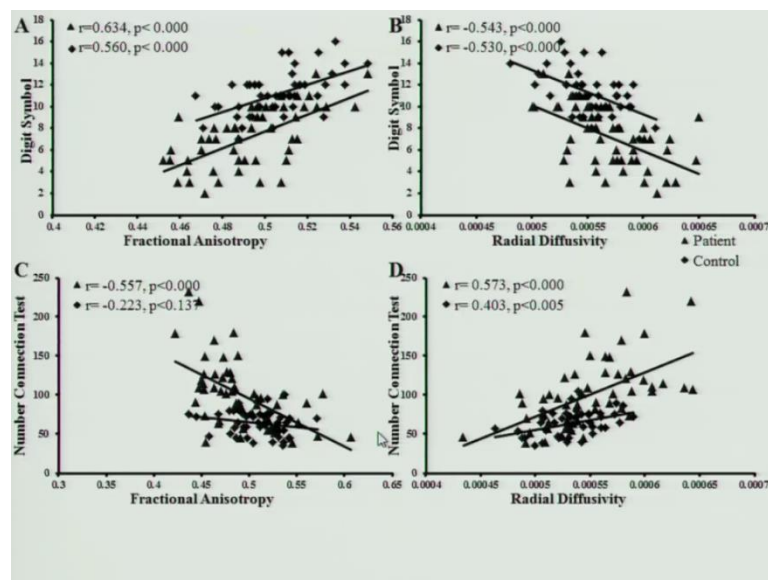 A
▲ r=0.634, p< 0.000
◆ r=0.560, p< 0.000
Digit Symbol
18
16
14
12
10
8
6
4
2
0
0.4 0.42 0.44 0.46 0.48 0.5 0.52 0.54 0.56
Fractional Anisotropy
B
▲ r= -0.543, p<0.000
◆ r= -0.530, p<0.000
Digit Symbol
18
16
14
12
10
8
6
4
2
0
0.0004 0.00045 0.0005 0.00055 0.0006 0.00065 0.0007
Radial Diffusivity
▲ Patient
◆ Control
C
▲ r= -0.557, p<0.000
◆ r= -0.223, p<0.137
Number Connection Test
250
200
150
100
50
0
0.3 0.35 0.4 0.45 0.5 0.55 0.6 0.65
Fractional Anisotropy
D
▲ r= 0.573, p<0.000
◆ r= 0.403, p<0.005
Number Connection Test
250
200
150
100
50
0
0.0004 0.00045 0.0005 0.00055 0.0006 0.00065 0.0007
Radial Diffusivity